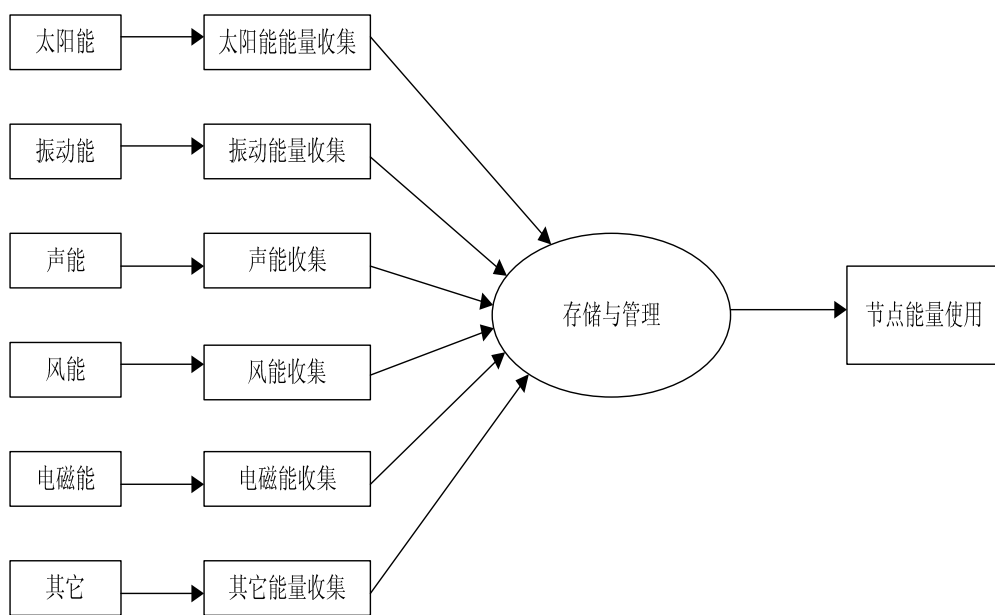 太阳能
太阳能能量收集
振动能
振动能量收集
声能
声能收集
存储与管理
节点能量使用
风能
风能收集
电磁能
电磁能收集
其它
其它能量收集